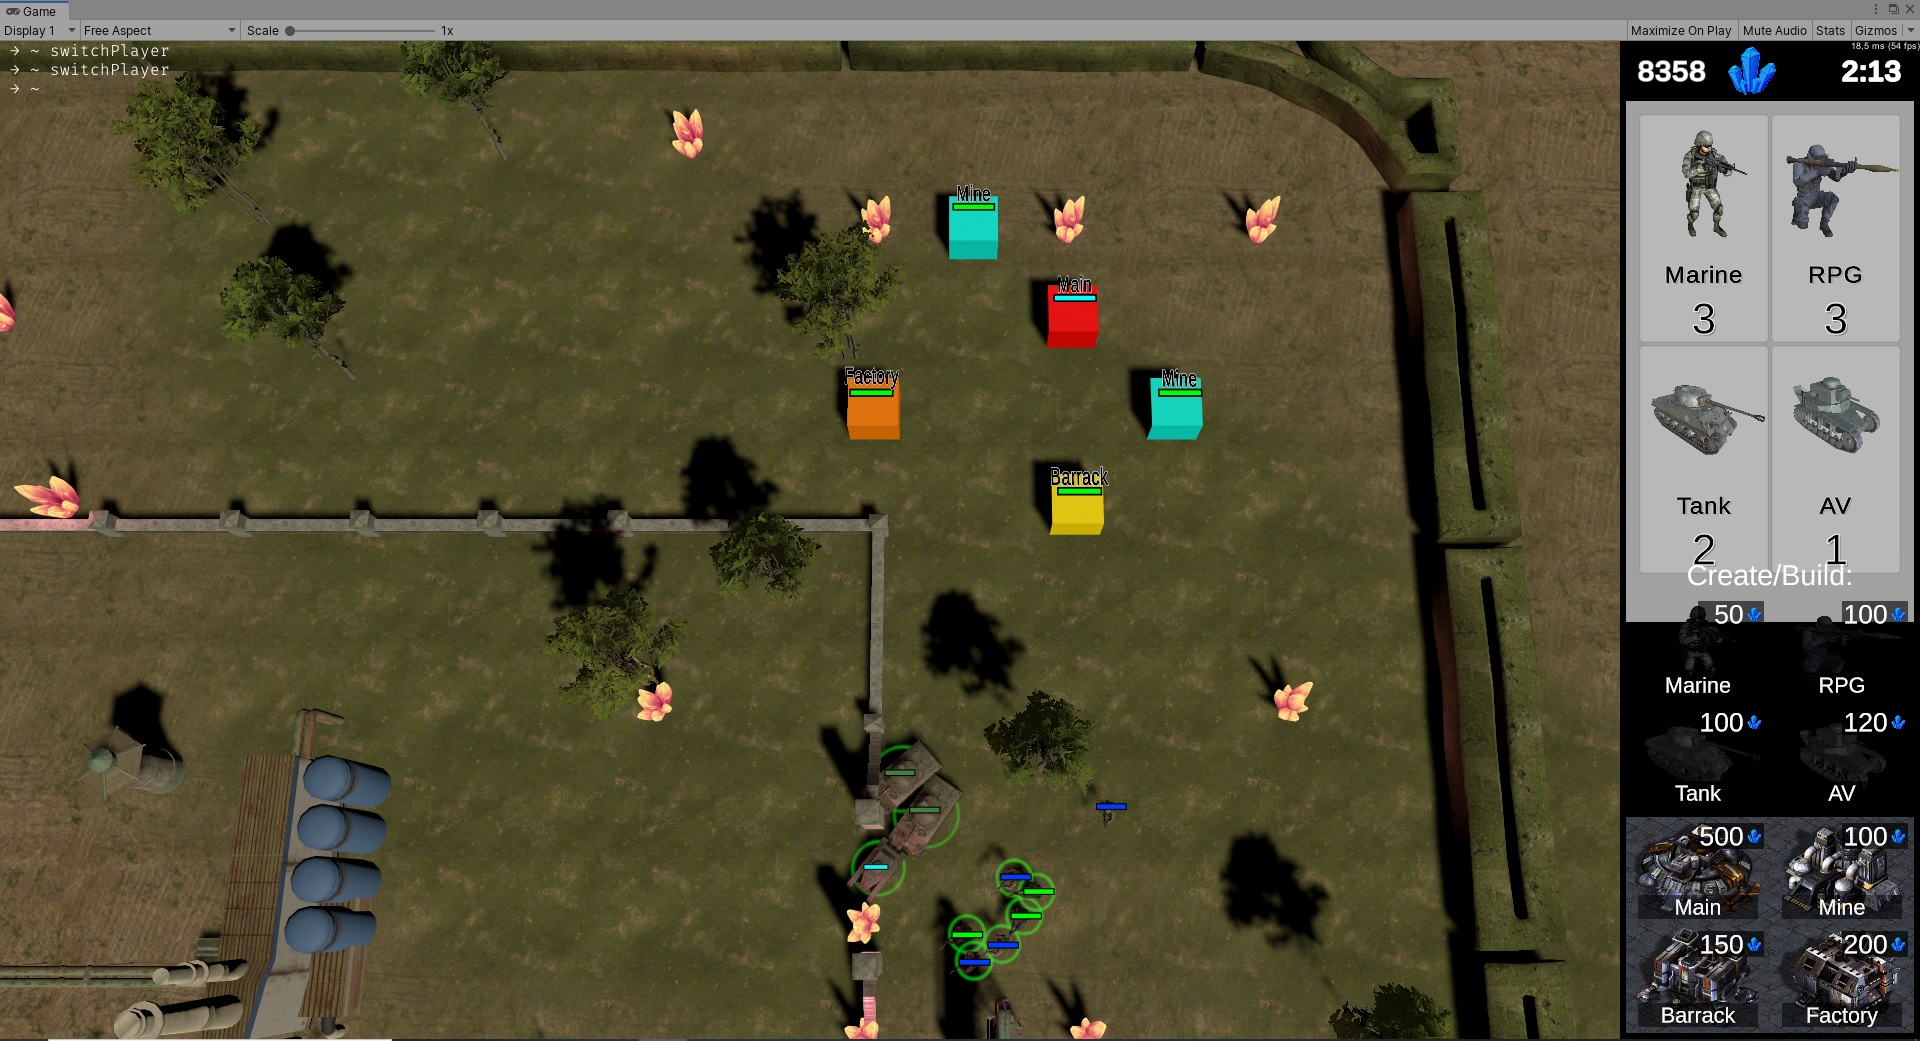 Game
Display 1
Free Aspect
Scale
1x
Maximize On Play
Mute Audio
Stats
Gizmos
→ ~ switchPlayer
→ ~ switchPlayer
→ ~
18,5 ms (54 fps)
8358
2:13
Mine
Main
Factory
Mine
Barrack
Marine
3
RPG
3
Tank
2
AV
1
Create/Build:
50
100
Marine
RPG
100
120
Tank
AV
500
100
Main
Mine
150
200
Barrack
Factory